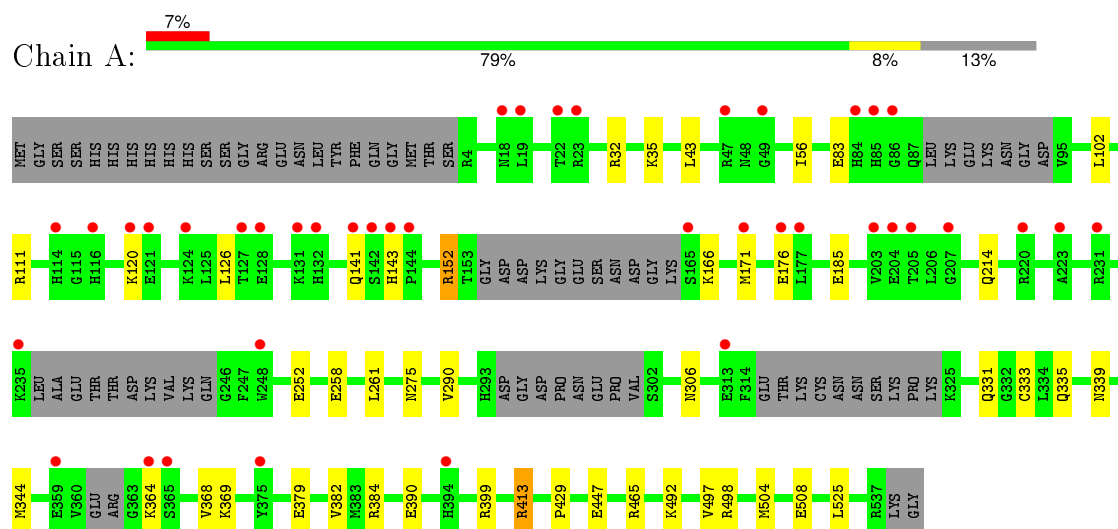 7%
Chain A:
79% 8% 13%
MET GLY SER SER HIS HIS HIS HIS HIS HIS HIS SER SER GLY ARG GLU ASN LEU TYR PHE GLN GLY MET THR SER R4 N18 L19 T22 R23 R32 K35 L43 R47 N48 G49 I56 E83 H84 H85 G86 Q87 LEU LYS GLU LYS ASN GLY ASP V95 L102
R111 H114 G115 H116 K120 E121 K124 L125 L126 T127 E128 K131 H132 Q141 S142 H143 P144 R152 T153 GLY ASP ASP LYS GLY GLU SER ASN ASP GLY LYS S165 K166 M171 E176 L177 E185 V203 E204 T205 L206 G207 Q214 R220 A223 R231
K235 LEU ALA GLU THR THR ASP LYS VAL LYS GLN G246 F247 W248 E252 E258 L261 N275 V290 H293 ASP GLY ASP PRO ASN GLU PRO VAL S302 N306 E313 F314 GLU THR LYS CYS ASN ASN SER LYS PRO LYS K325 Q331 G332 C333 L334 Q335 N339
M344 E359 V360 GLU ARG G363 K364 S365 V368 K369 Y375 E379 V382 M383 R384 E390 H394 R399 R413 P429 E447 R465 K492 V497 R498 M504 E508 L525 R537 LYS GLY